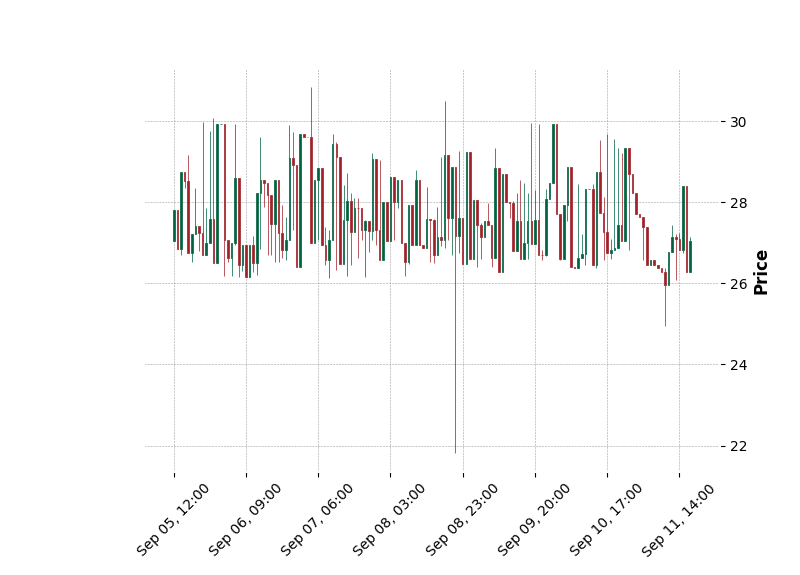 30
28
26
24
22
Price
Sep 05, 12:00
Sep 06, 09:00
Sep 07, 06:00
Sep 08, 03:00
Sep 08, 23:00
Sep 09, 20:00
Sep 10, 17:00
Sep 11, 14:00